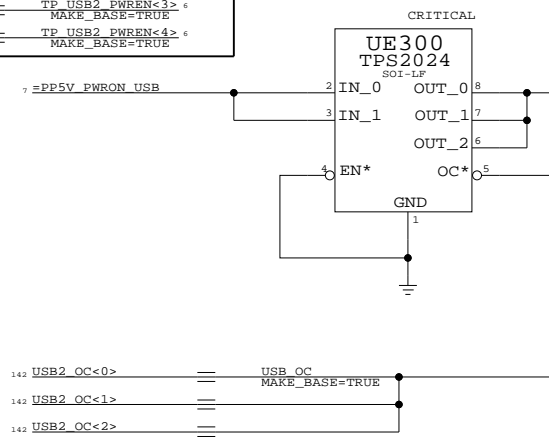 CRITICAL
TP_USB2_PWREN<3> 6
MAKE_BASE=TRUE
TP_USB2_PWREN<4> 6
MAKE_BASE=TRUE
UE300
TPS2024
SOI-LF
7 =PP5V_PWRON_USB
2 IN_0 OUT_0 8
3 IN_1 OUT_1 7
OUT_2 6
4 EN* OC* 5
GND
1
142 USB2_OC<0> USB_OC
MAKE_BASE=TRUE
142 USB2_OC<1>
142 USB2_OC<2>